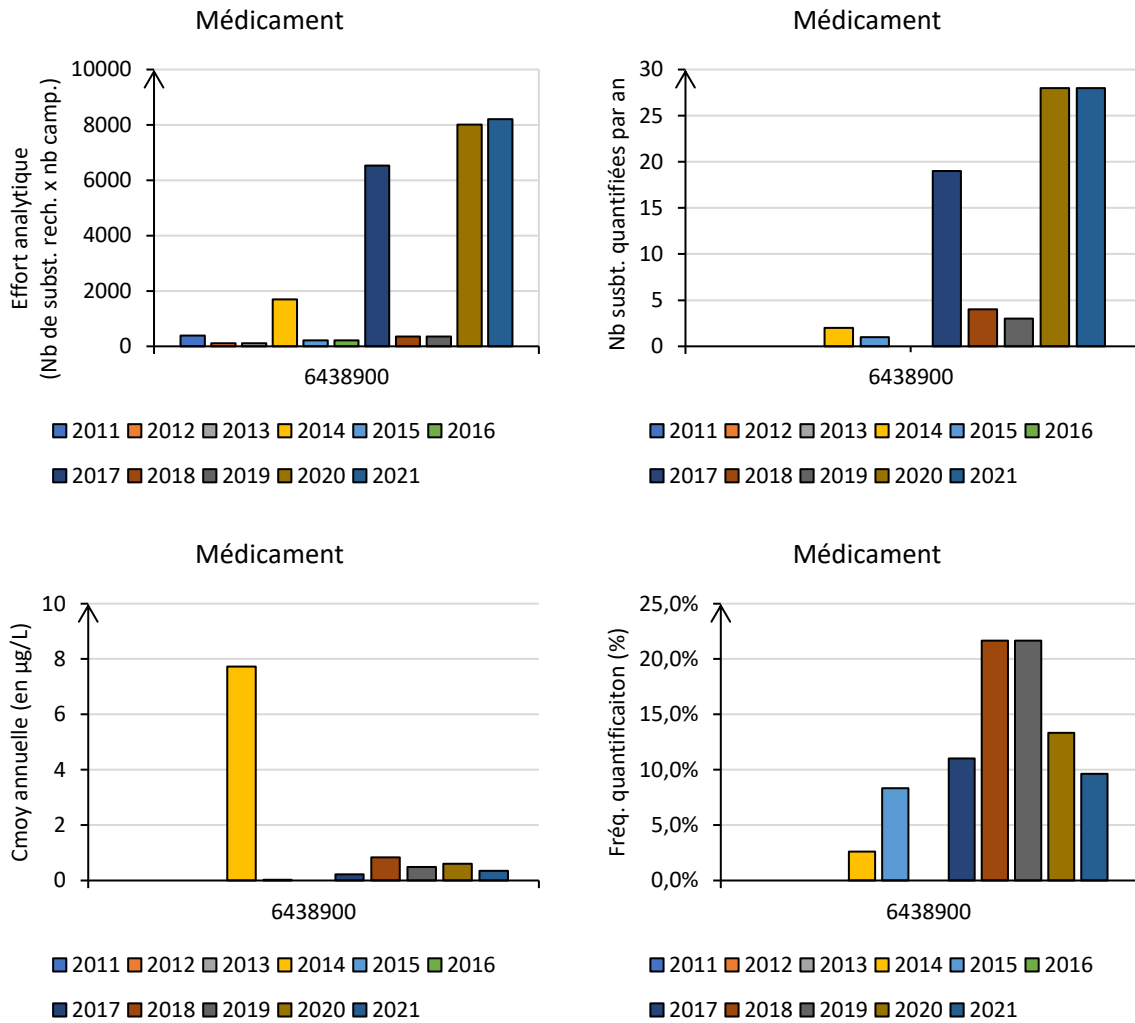 Médicament
Effort analytique
(Nb de subst. rech. x nb camp.)
10000
8000
6000
4000
2000
0
6438900
2011 2012 2013 2014 2015 2016
2017 2018 2019 2020 2021
Médicament
Nb susbt. quantifiées par an
30
25
20
15
10
5
0
6438900
2011 2012 2013 2014 2015 2016
2017 2018 2019 2020 2021
Médicament
Cmoy annuelle (en µg/L)
10
8
6
4
2
0
6438900
2011 2012 2013 2014 2015 2016
2017 2018 2019 2020 2021
Médicament
Fréq. quantificaiton (%)
25,0%
20,0%
15,0%
10,0%
5,0%
0,0%
6438900
2011 2012 2013 2014 2015 2016
2017 2018 2019 2020 2021